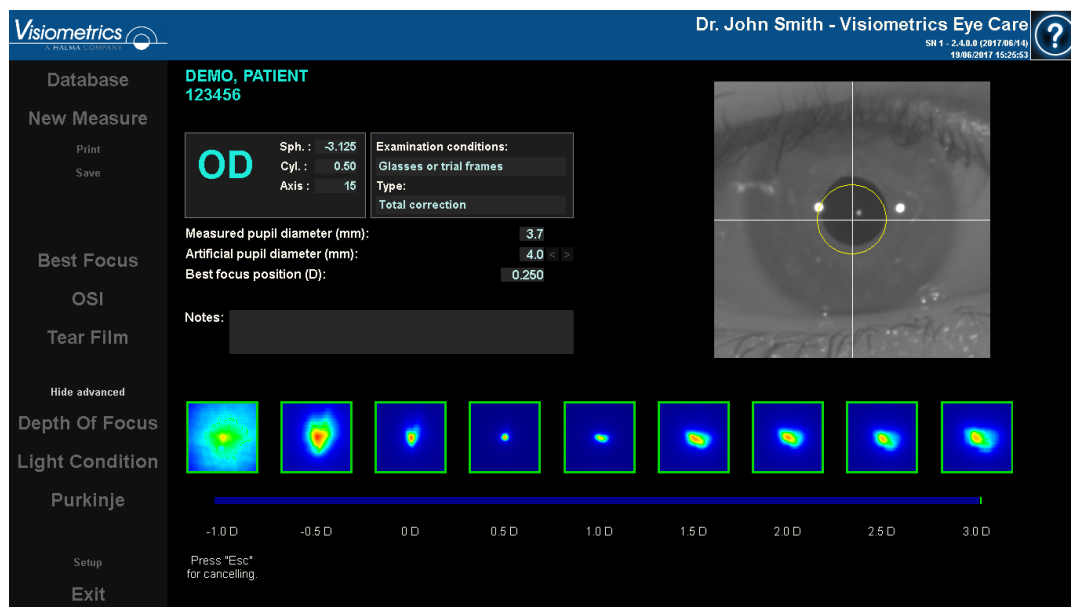 Visiometrics
A HALMA COMPANY
Dr. John Smith - Visiometrics Eye Care
SN 1 - 2.4.0.0 (2017/06/14)
19/06/2017 15:25:53
?
Database
New Measure
Print
Save
Best Focus
OSI
Tear Film
Hide advanced
Depth Of Focus
Light Condition
Purkinje
Setup
Exit
DEMO, PATIENT
123456
OD
Sph. : -3.125
Cyl. : 0.50
Axis : 15
Examination conditions:
Glasses or trial frames
Type:
Total correction
Measured pupil diameter (mm): 3.7
Artificial pupil diameter (mm): 4.0 < >
Best focus position (D): 0.250
Notes:
-1.0 D -0.5 D 0 D 0.5 D 1.0 D 1.5 D 2.0 D 2.5 D 3.0 D
Press "Esc"
for cancelling.